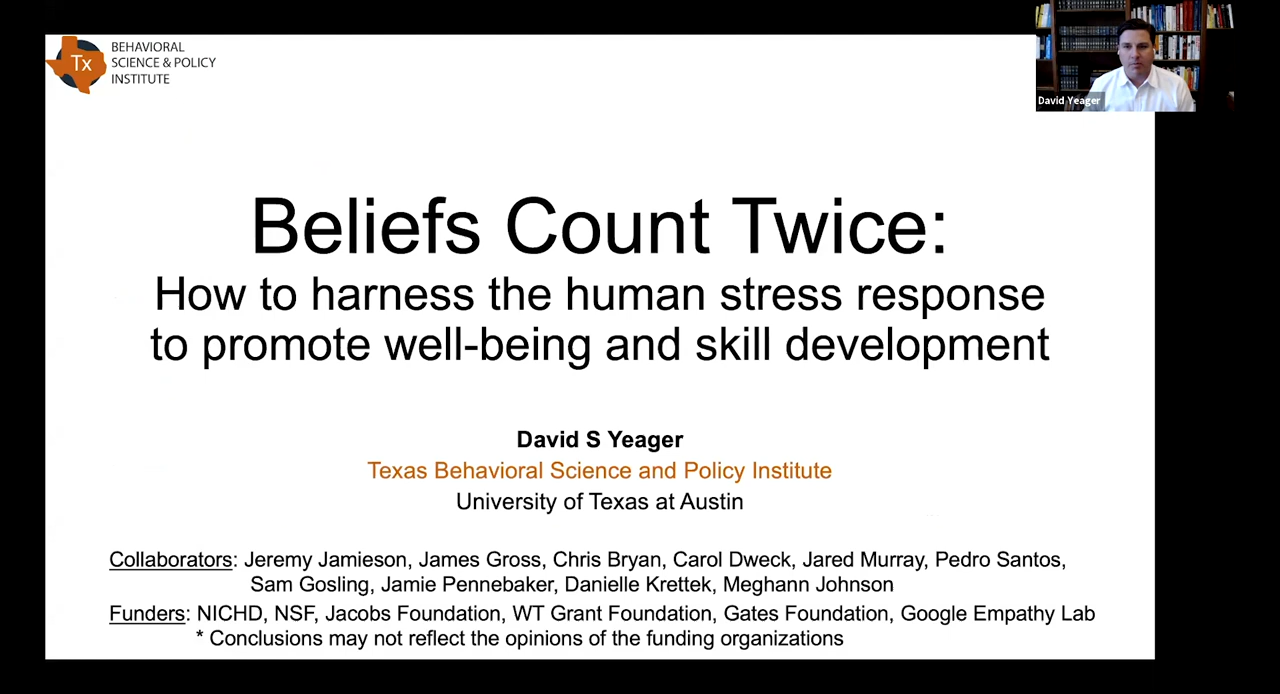 Tx
BEHAVIORAL
SCIENCE & POLICY
INSTITUTE
David Yeager
Beliefs Count Twice:
How to harness the human stress response
to promote well-being and skill development
David S Yeager
Texas Behavioral Science and Policy Institute
University of Texas at Austin
Collaborators: Jeremy Jamieson, James Gross, Chris Bryan, Carol Dweck, Jared Murray, Pedro Santos,
Sam Gosling, Jamie Pennebaker, Danielle Krettek, Meghann Johnson
Funders: NICHD, NSF, Jacobs Foundation, WT Grant Foundation, Gates Foundation, Google Empathy Lab
* Conclusions may not reflect the opinions of the funding organizations